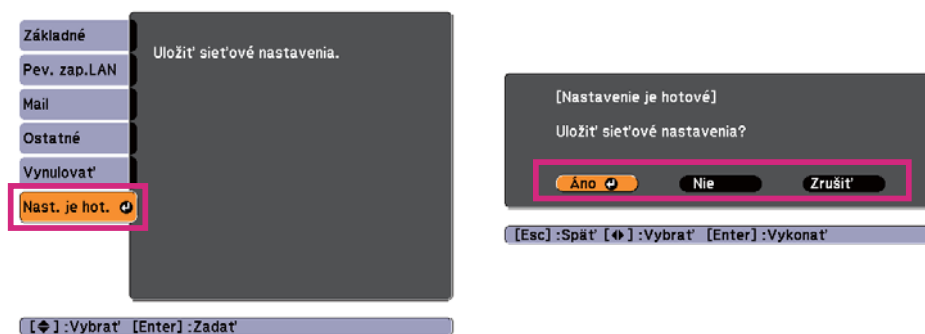 Základné
Pev. zap.LAN
Mail
Ostatné
Vynulovať
Nast. je hot.
Uložiť sieťové nastavenia.
[◆]:Vybrať [Enter]:Zadať
[Nastavenie je hotové]
Uložiť sieťové nastavenia?
Áno Nie Zrušiť
[Esc]:Späť [◀▶]:Vybrať [Enter]:Vykonať